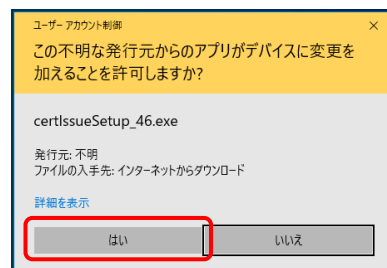 ユーザー アカウント制御
×
この不明な発行元からのアプリがデバイスに変更を
加えることを許可しますか?
certIssueSetup_46.exe
発行元: 不明
ファイルの入手先: インターネットからダウンロード
詳細を表示
はい
いいえ